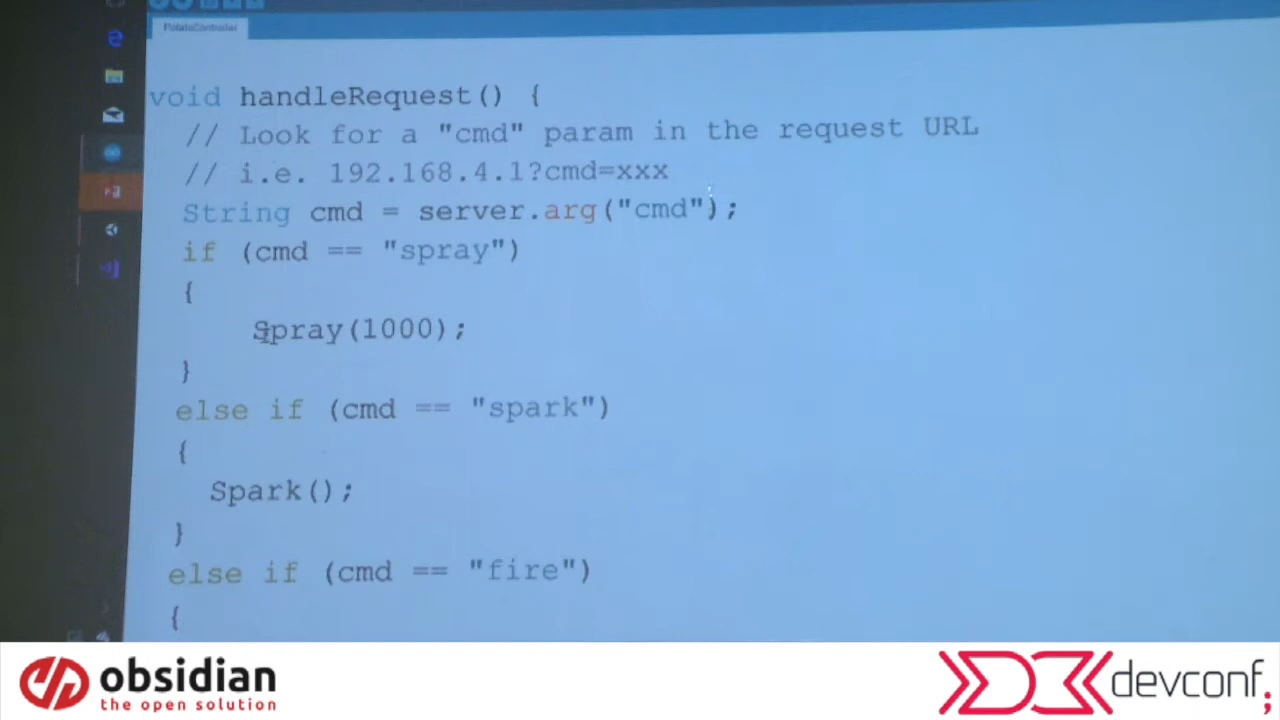 PotatoController
void handleRequest() {
// Look for a "cmd" param in the request URL
// i.e. 192.168.4.1?cmd=xxx
String cmd = server.arg("cmd");
if (cmd == "spray")
{
Spray(1000);
}
else if (cmd == "spark")
{
Spark();
}
else if (cmd == "fire")
{
obsidian
the open solution
devconf;